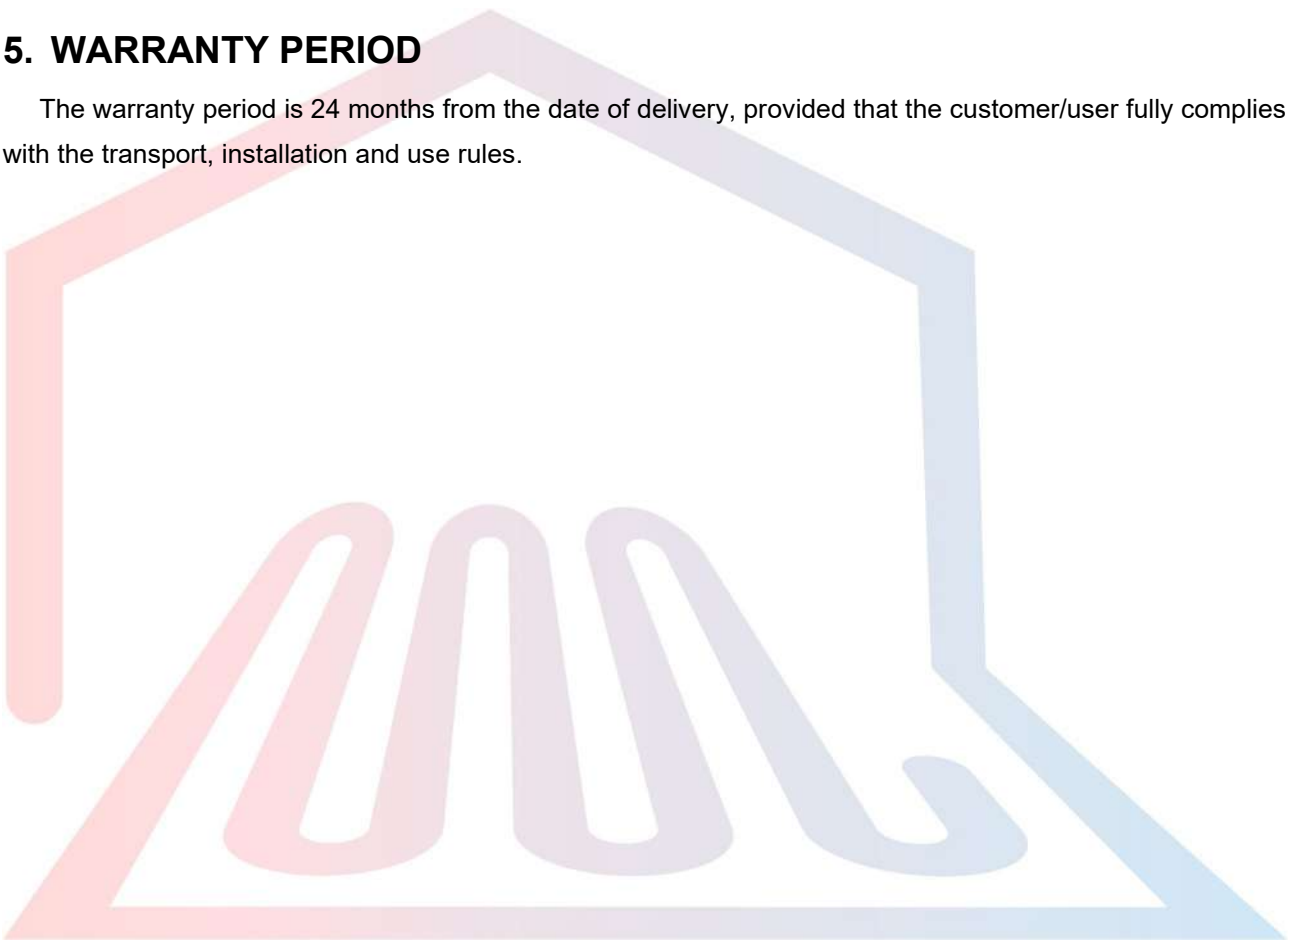 5. WARRANTY PERIOD
The warranty period is 24 months from the date of delivery, provided that the customer/user fully complies
with the transport, installation and use rules.